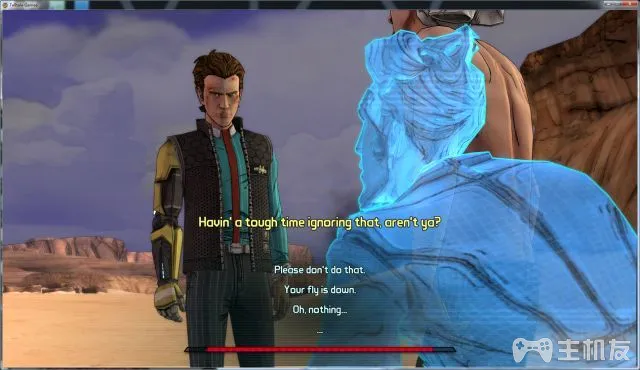 Telltale Games
Havin' a tough time ignoring that, aren't ya?
Please don't do that.
Your fly is down.
Oh, nothing...
...
主机友